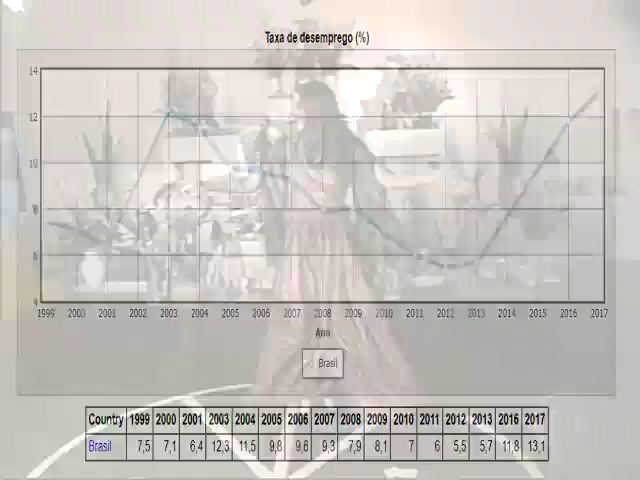 Taxa de desemprego (%)
14
12
10
8
6
4
1999 2000 2001 2002 2003 2004 2005 2006 2007 2008 2009 2010 2011 2012 2013 2014 2015 2016 2017
Ano
Brasil
Country 1999 2000 2001 2003 2004 2005 2006 2007 2008 2009 2010 2011 2012 2013 2016 2017
Brasil 7,5 7,1 6,4 12,3 11,5 9,8 9,6 9,3 7,9 8,1 7 6 5,5 5,7 11,8 13,1